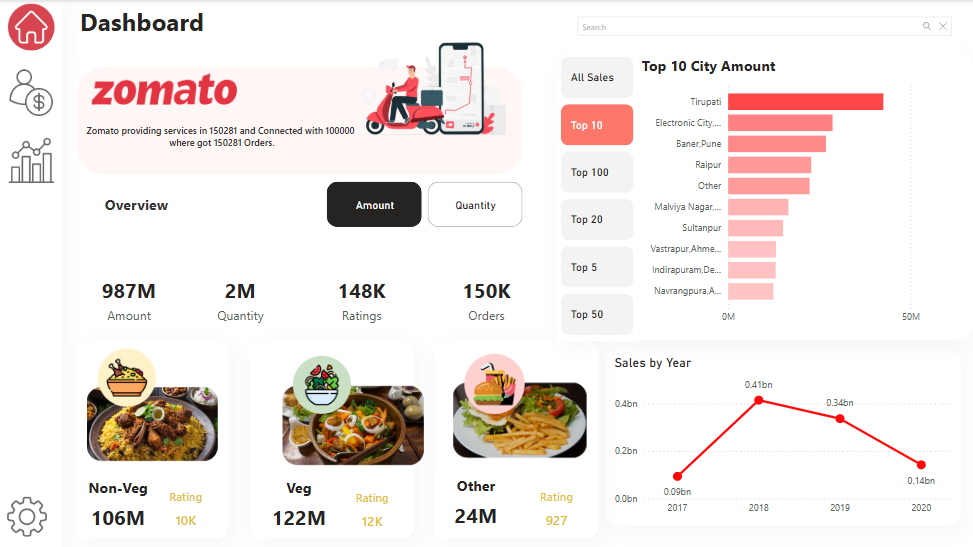 Dashboard
Search
zomato
Zomato providing services in 150281 and Connected with 100000
where got 150281 Orders.
Overview
Amount
Quantity
987M
Amount
2M
Quantity
148K
Ratings
150K
Orders
All Sales
Top 10
Top 100
Top 20
Top 5
Top 50
Top 10 City Amount
Tirupati
Electronic City,...
Baner,Pune
Raipur
Other
Malviya Nagar,...
Sultanpur
Vastrapur,Ahme...
Indirapuram,De...
Navrangpura,A...
0M
50M
Non-Veg
106M
Rating
10K
Veg
122M
Rating
12K
Other
24M
Rating
927
Sales by Year
0.4bn
0.2bn
0.0bn
0.09bn
0.41bn
0.34bn
0.14bn
2017
2018
2019
2020